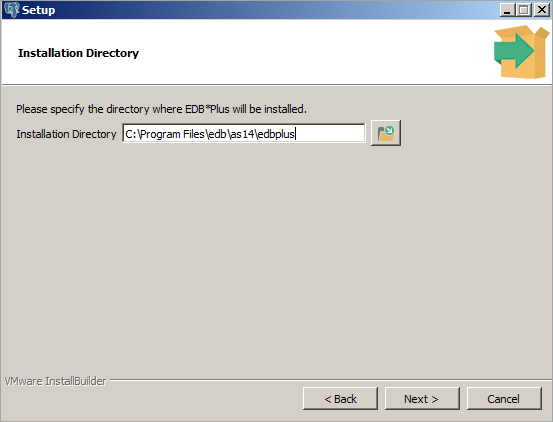 Setup
Installation Directory
Please specify the directory where EDB*Plus will be installed.
Installation Directory C:\Program Files\edb\as14\edbplus
VMware InstallBuilder
< Back Next > Cancel